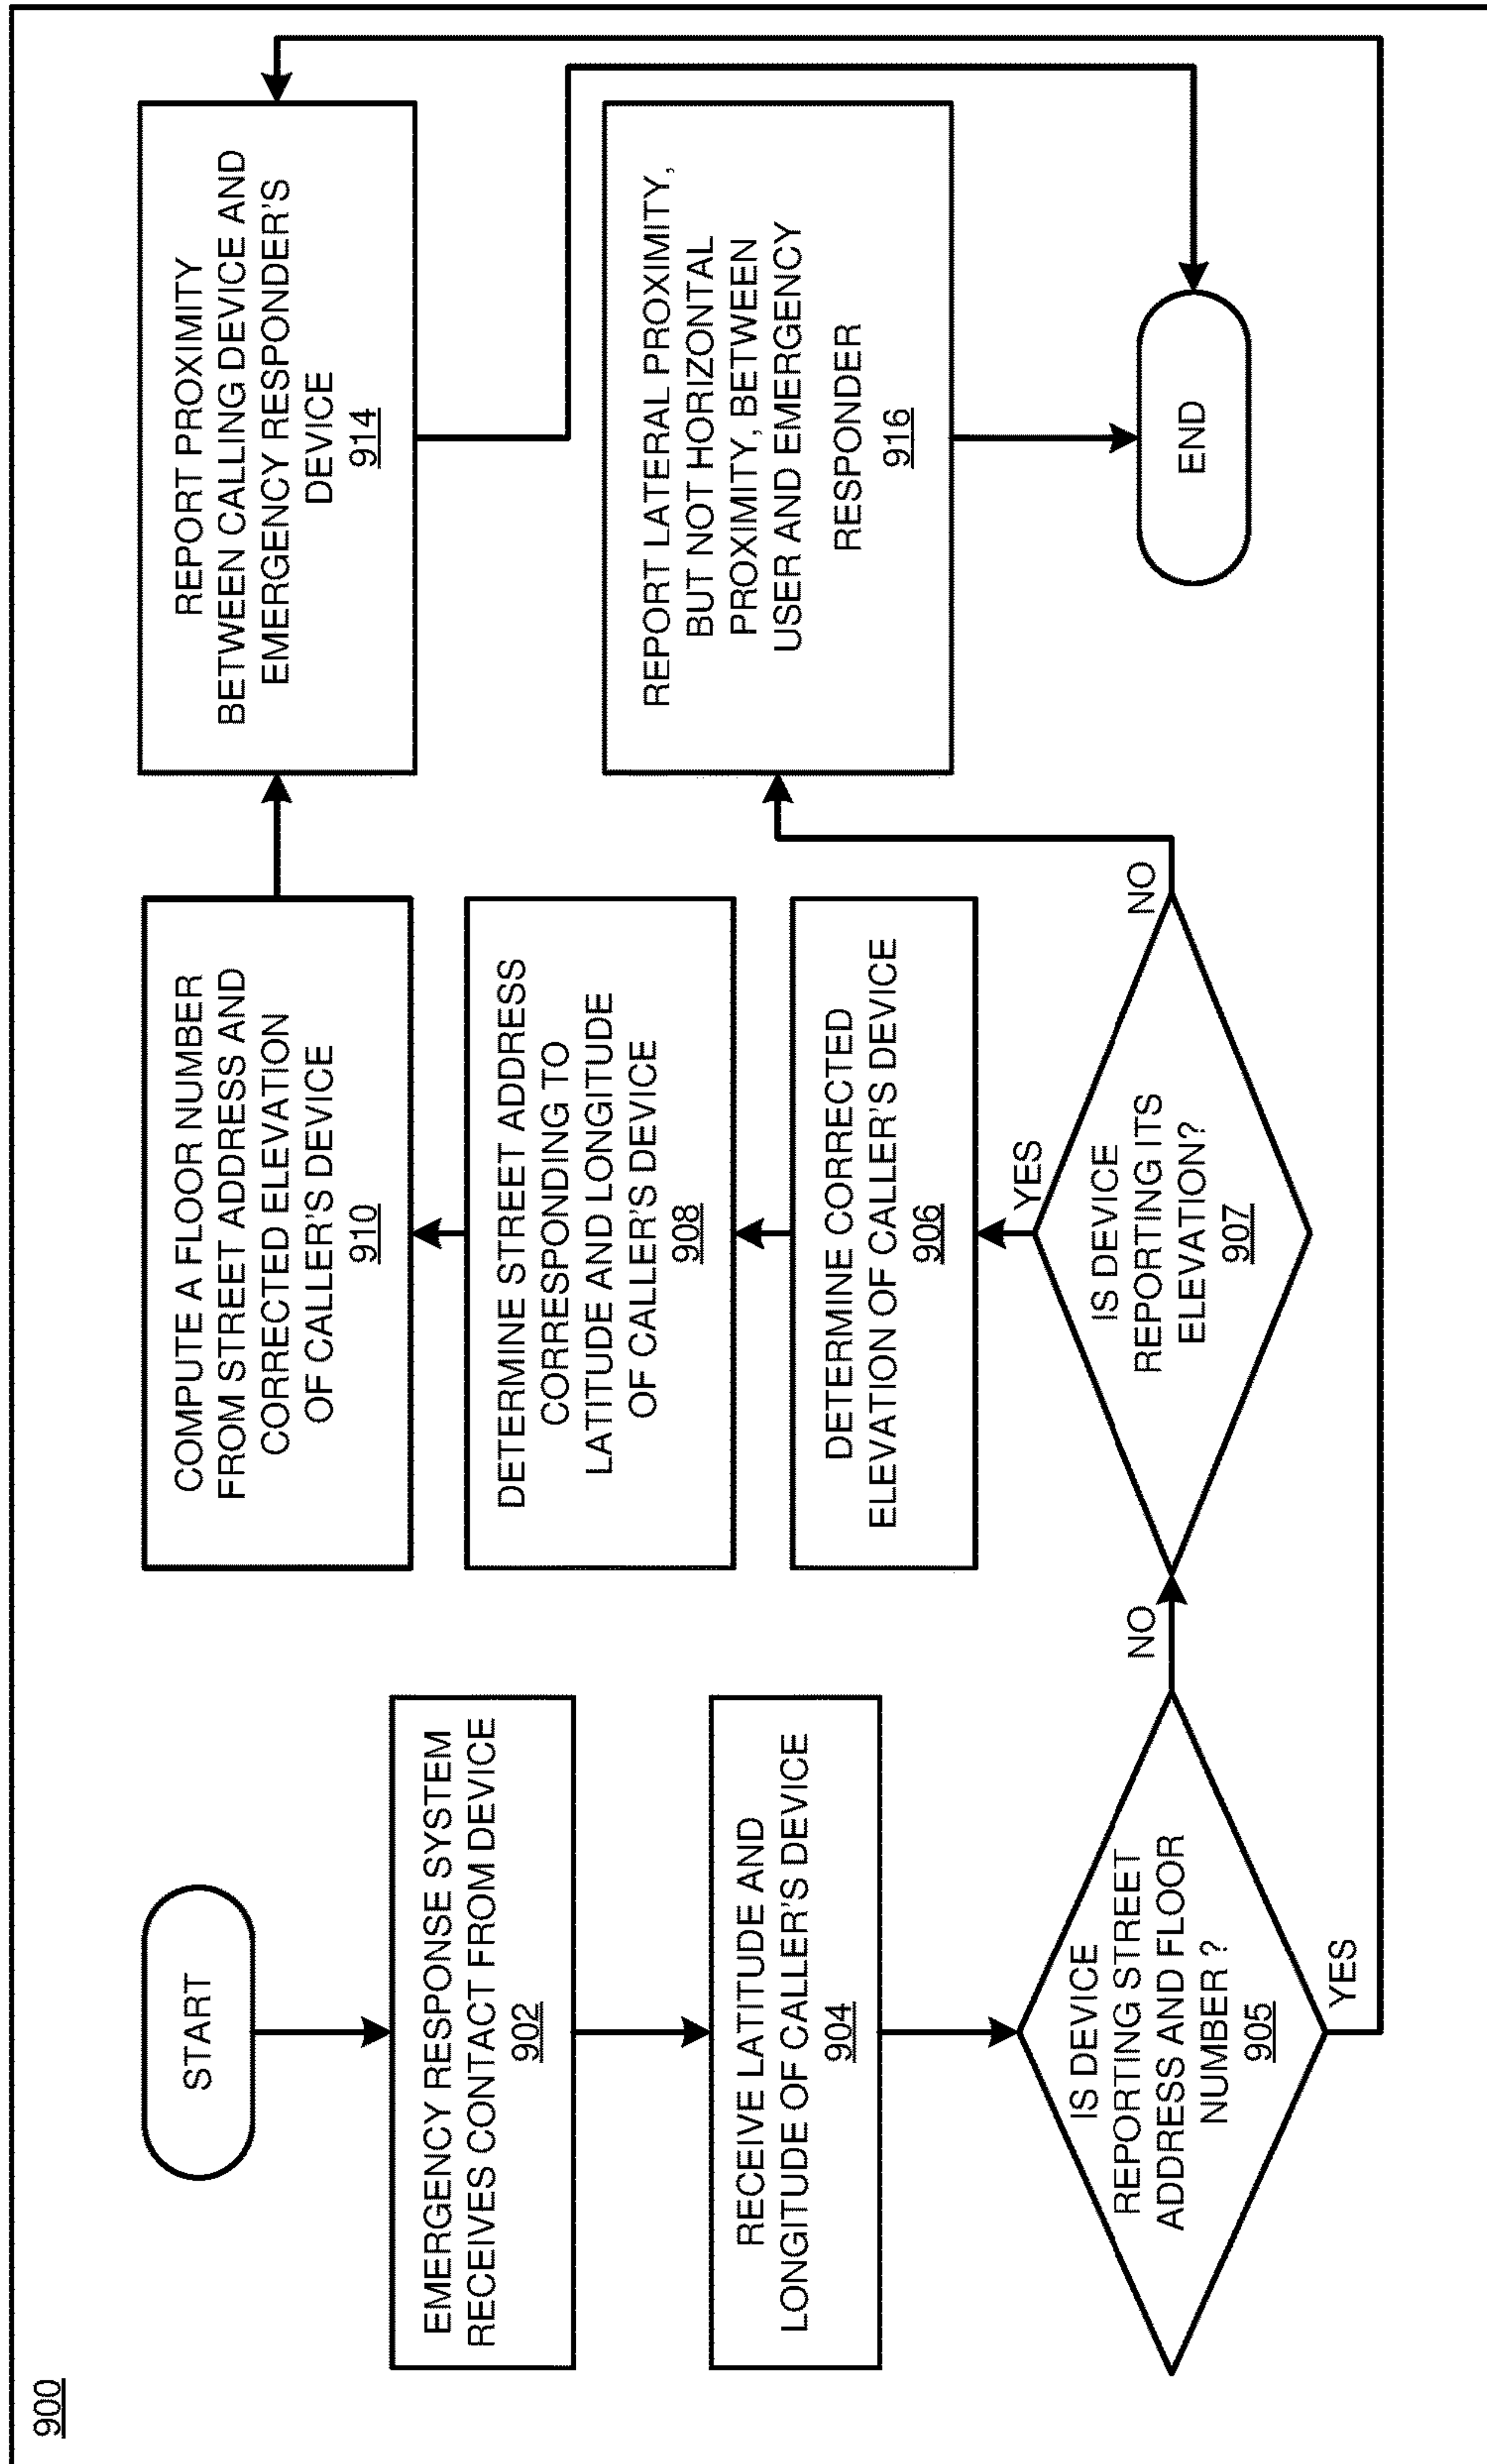 900
START
EMERGENCY RESPONSE SYSTEM
RECEIVES CONTACT FROM DEVICE
902
RECEIVE LATITUDE AND
LONGITUDE OF CALLER'S DEVICE
904
IS DEVICE
REPORTING STREET
ADDRESS AND FLOOR
NUMBER ?
905
YES
NO
IS DEVICE
REPORTING ITS
ELEVATION?
907
YES
NO
DETERMINE CORRECTED
ELEVATION OF CALLER'S DEVICE
906
DETERMINE STREET ADDRESS
CORRESPONDING TO
LATITUDE AND LONGITUDE
OF CALLER'S DEVICE
908
COMPUTE A FLOOR NUMBER
FROM STREET ADDRESS AND
CORRECTED ELEVATION
OF CALLER'S DEVICE
910
REPORT PROXIMITY
BETWEEN CALLING DEVICE AND
EMERGENCY RESPONDER'S
DEVICE
914
REPORT LATERAL PROXIMITY,
BUT NOT HORIZONTAL
PROXIMITY, BETWEEN
USER AND EMERGENCY
RESPONDER
916
END